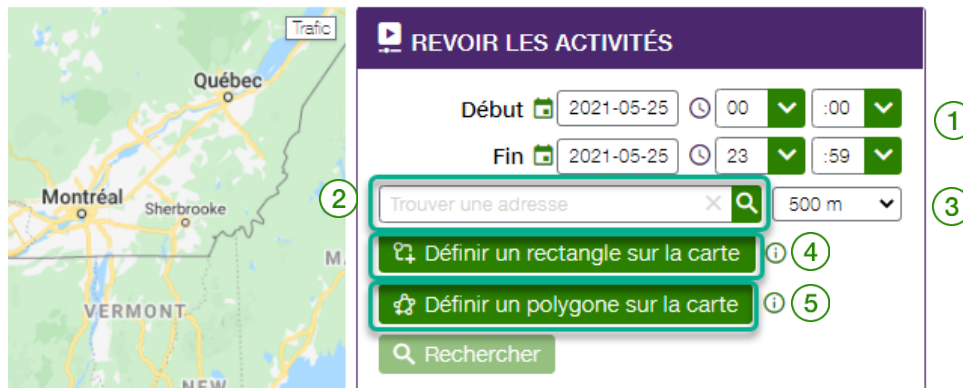 Trafic
Québec
Montréal
Sherbrooke
VERMONT
NEW
M
REVOIR LES ACTIVITÉS
Début 2021-05-25 00 :00
1
Fin 2021-05-25 23 :59
2 Trouver une adresse 500 m 3
Définir un rectangle sur la carte 4
Définir un polygone sur la carte 5
Rechercher